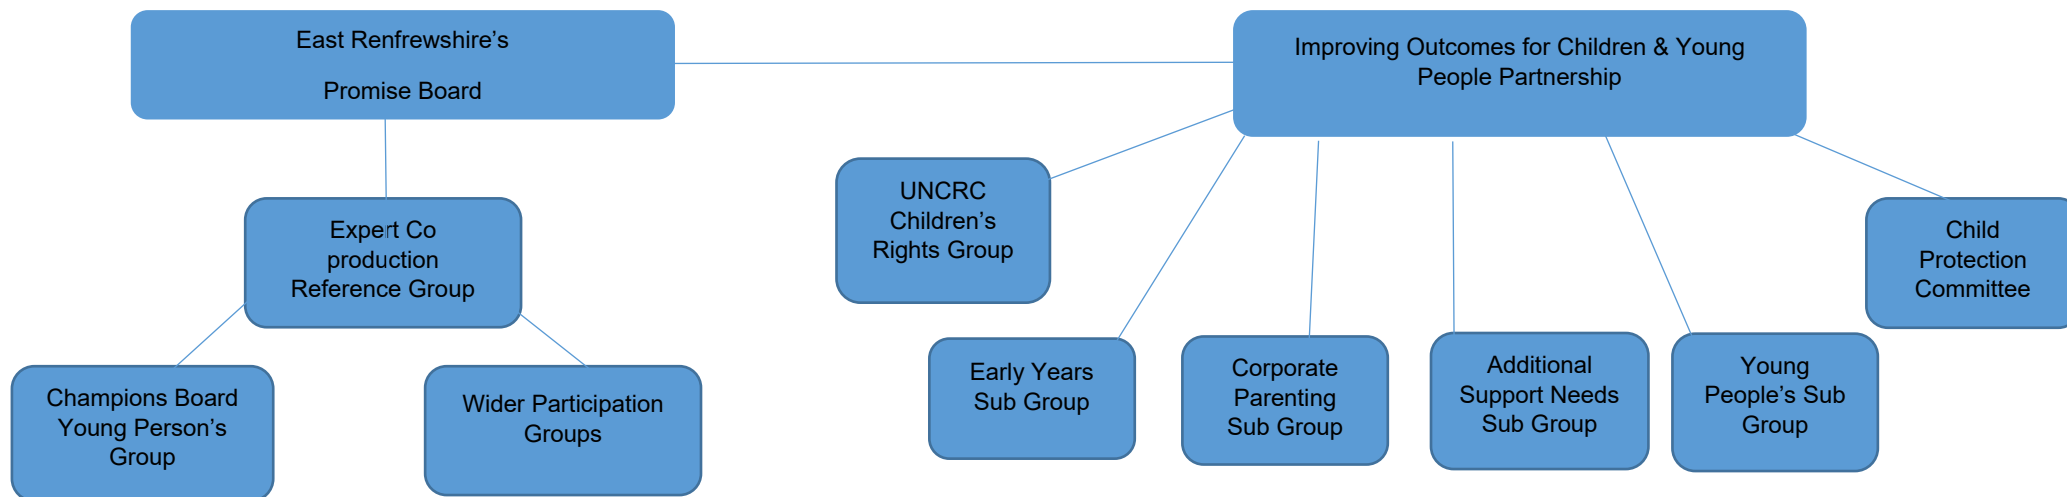 East Renfrewshire’s
Promise Board
Improving Outcomes for Children & Young
People Partnership
UNCRC
Children’s
Rights Group
Expert Co
production
Reference Group
Child
Protection
Committee
Champions Board
Young Person’s
Group
Wider Participation
Groups
Early Years
Sub Group
Corporate
Parenting
Sub Group
Additional
Support Needs
Sub Group
Young
People’s Sub
Group